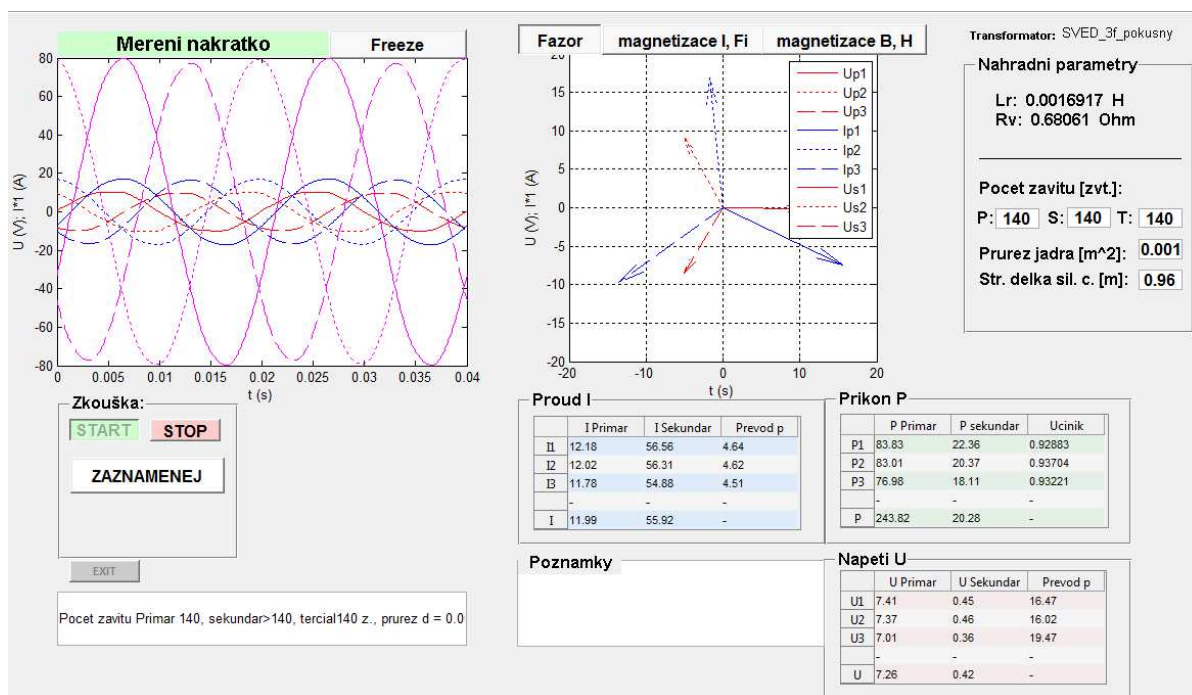 Mereni nakratko
Freeze
80
60
40
20
0
-20
-40
-60
-80
U (V); I*1 (A)
0 0.005 0.01 0.015 0.02 0.025 0.03 0.035 0.04
t (s)
Fazor
magnetizace I, Fi
magnetizace B, H
20
15
10
5
0
-5
-10
-15
-20
U (V); I*1 (A)
-20 -10 0 10 20
t (s)
Up1
Up2
Up3
Ip1
Ip2
Ip3
Us1
Us2
Us3
Transformator: SVED_3f_pokusny
Nahradni parametry
Lr: 0.0016917 H
Rv: 0.68061 Ohm
Pocet zavitu [zvt.]:
P: 140 S: 140 T: 140
Prurez jadra [m^2]: 0.001
Str. delka sil. c. [m]: 0.96
Zkouška:
START
STOP
ZAZNAMENEJ
EXIT
Pocet zavitu Primar 140, sekundar>140, tercial140 z., prurez d = 0.0
Proud I
I Primar I Sekundar Prevod p
I1 12.18 56.56 4.64
I2 12.02 56.31 4.62
I3 11.78 54.88 4.51
- - -
I 11.99 55.92 -
Poznamky
Prikon P
P Primar P sekundar Ucinik
P1 83.83 22.36 0.92883
P2 83.01 20.37 0.93704
P3 76.98 18.11 0.93221
- - -
P 243.82 20.28 -
Napeti U
U Primar U Sekundar Prevod p
U1 7.41 0.45 16.47
U2 7.37 0.46 16.02
U3 7.01 0.36 19.47
- - -
U 7.26 0.42 -